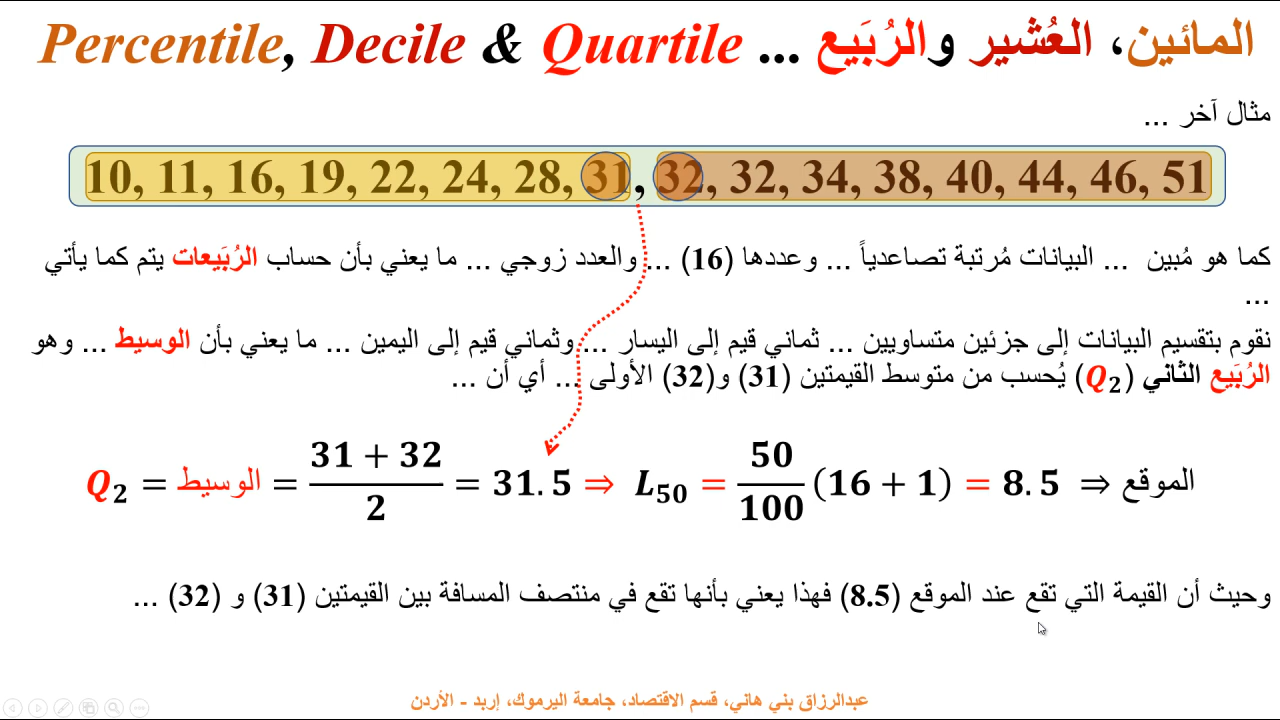 المائين، العُشير والرُبَيع ... Percentile, Decile & Quartile
مثال آخر ...
10, 11, 16, 19, 22, 24, 28, 31, 32, 32, 34, 38, 40, 44, 46, 51
كما هو مُبين ... البيانات مُرتبة تصاعدياً ... وعددها (16) ... والعدد زوجي ... ما يعني بأن حساب الرُبَيعات يتم كما يأتي
...
نقوم بتقسيم البيانات إلى جزئين متساويين ... ثماني قيم إلى اليسار ... وثماني قيم إلى اليمين ... ما يعني بأن الوسيط ... وهو
الرُبَيع الثاني (Q₂) يُحسب من متوسط القيمتين (31) و(32) الأولى ... أي أن ...
Q₂ = الوسيط = (31 + 32)/2 = 31.5 ⇒ L₅₀ = 50/100 (16 + 1) = 8.5 ⇒ الموقع
وحيث أن القيمة التي تقع عند الموقع (8.5) فهذا يعني بأنها تقع في منتصف المسافة بين القيمتين (31) و (32) ...
عبدالرزاق بني هاني، قسم الاقتصاد، جامعة اليرموك، إربد - الأردن